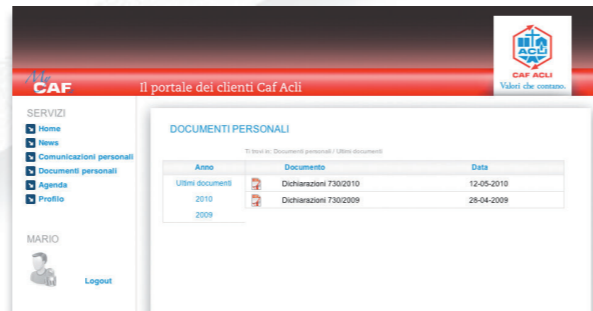 ACLI
CAF ACLI
Valori che contano.
My
CAF
Il portale dei clienti Caf Acli
SERVIZI
Home
News
Comunicazioni personali
Documenti personali
Agenda
Profilo
MARIO
Logout
DOCUMENTI PERSONALI
Ti trovi in: Documenti personali / Ultimi documenti
Anno Documento Data
Ultimi documenti Dichiarazioni 730/2010 12-05-2010
2010 Dichiarazioni 730/2009 28-04-2009
2009